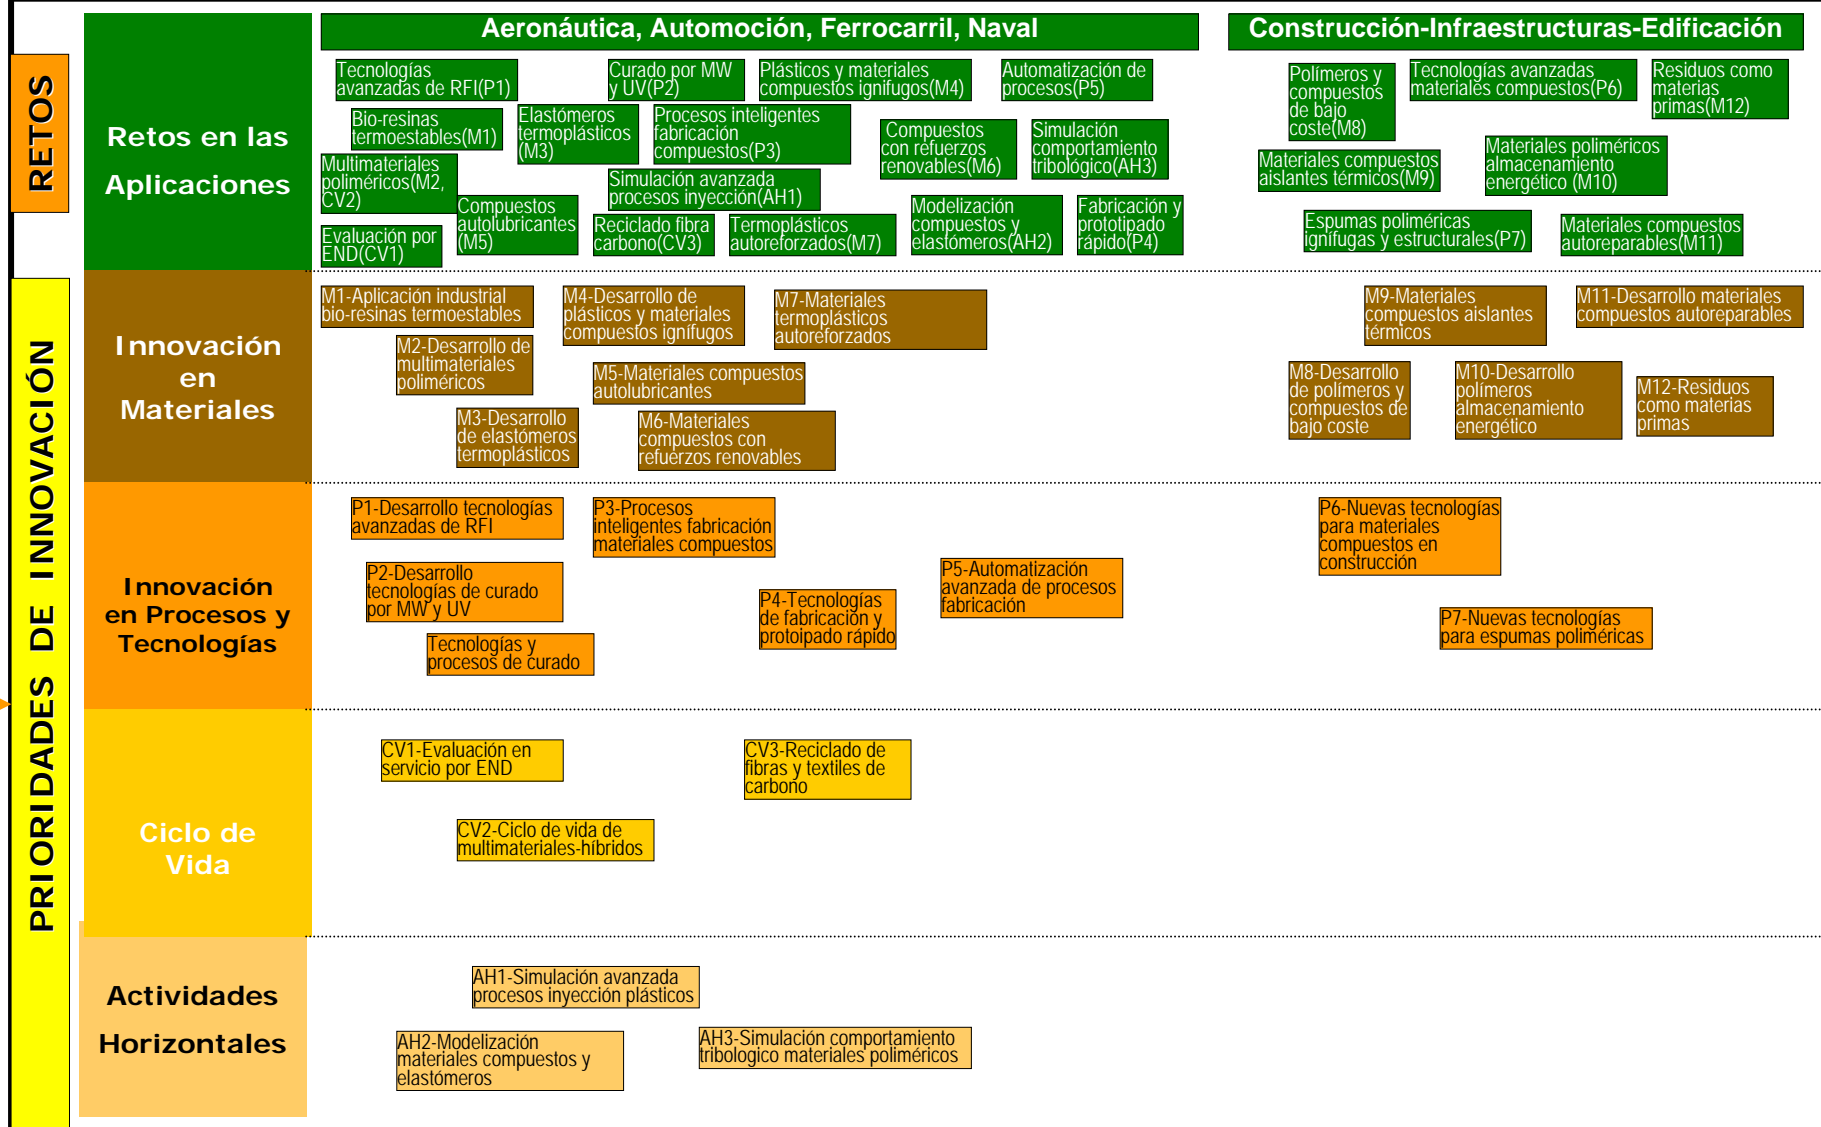 RETOS
PRIORIDADES DE INNOVACIÓN
Retos en las
Aplicaciones
Aeronáutica, Automoción, Ferrocarril, Naval
Construcción-Infraestructuras-Edificación
Tecnologías
avanzadas de RFI(P1)
Curado por MW
y UV(P2)
Plásticos y materiales
compuestos ignífugos(M4)
Automatización de
procesos(P5)
Bio-resinas
termoestables(M1)
Elastómeros
termoplásticos
(M3)
Procesos inteligentes
fabricación
compuestos(P3)
Compuestos
con refuerzos
renovables(M6)
Simulación
comportamiento
tribológico(AH3)
Multimateriales
poliméricos(M2,
CV2)
Simulación avanzada
procesos inyección(AH1)
Compuestos
autolubricantes
(M5)
Reciclado fibra
carbono(CV3)
Termoplásticos
autoreforzados(M7)
Modelización
compuestos y
elastómeros(AH2)
Fabricación y
prototipado
rápido(P4)
Evaluación por
END(CV1)
Polímeros y
compuestos
de bajo
coste(M8)
Tecnologías avanzadas
materiales compuestos(P6)
Residuos como
materias
primas(M12)
Materiales compuestos
aislantes térmicos(M9)
Materiales poliméricos
almacenamiento
energético (M10)
Espumas poliméricas
ignífugas y estructurales(P7)
Materiales compuestos
autoreparables(M11)
Innovación
en
Materiales
M1-Aplicación industrial
bio-resinas termoestables
M4-Desarrollo de
plásticos y materiales
compuestos ignífugos
M7-Materiales
termoplásticos
autoreforzados
M2-Desarrollo de
multimateriales
poliméricos
M5-Materiales compuestos
autolubricantes
M3-Desarrollo
de elastómeros
termoplásticos
M6-Materiales
compuestos con
refuerzos renovables
M9-Materiales
compuestos aislantes
térmicos
M11-Desarrollo materiales
compuestos autoreparables
M8-Desarrollo
de polímeros y
compuestos de
bajo coste
M10-Desarrollo
polímeros
almacenamiento
energético
M12-Residuos
como materias
primas
Innovación
en Procesos y
Tecnologías
P1-Desarrollo tecnologías
avanzadas de RFI
P3-Procesos
inteligentes fabricación
materiales compuestos
P2-Desarrollo
tecnologías de curado
por MW y UV
P5-Automatización
avanzada de procesos
fabricación
P4-Tecnologías
de fabricación y
protoipado rápido
Tecnologías y
procesos de curado
P6-Nuevas tecnologías
para materiales
compuestos en
construcción
P7-Nuevas tecnologías
para espumas poliméricas
Ciclo de
Vida
CV1-Evaluación en
servicio por END
CV3-Reciclado de
fibras y textiles de
carbono
CV2-Ciclo de vida de
multimateriales-híbridos
Actividades
Horizontales
AH1-Simulación avanzada
procesos inyección plásticos
AH2-Modelización
materiales compuestos y
elastómeros
AH3-Simulación comportamiento
tribologico materiales poliméricos